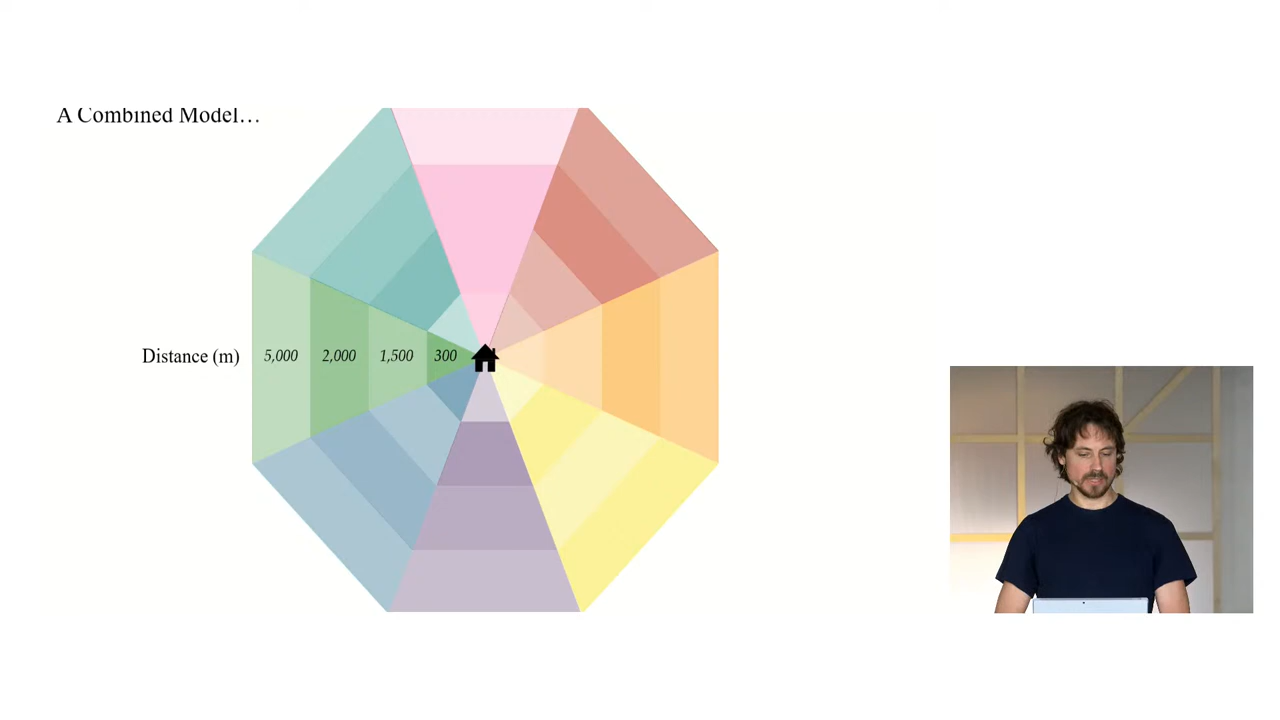 A Combined Model…
Distance (m) 5,000 2,000 1,500 300